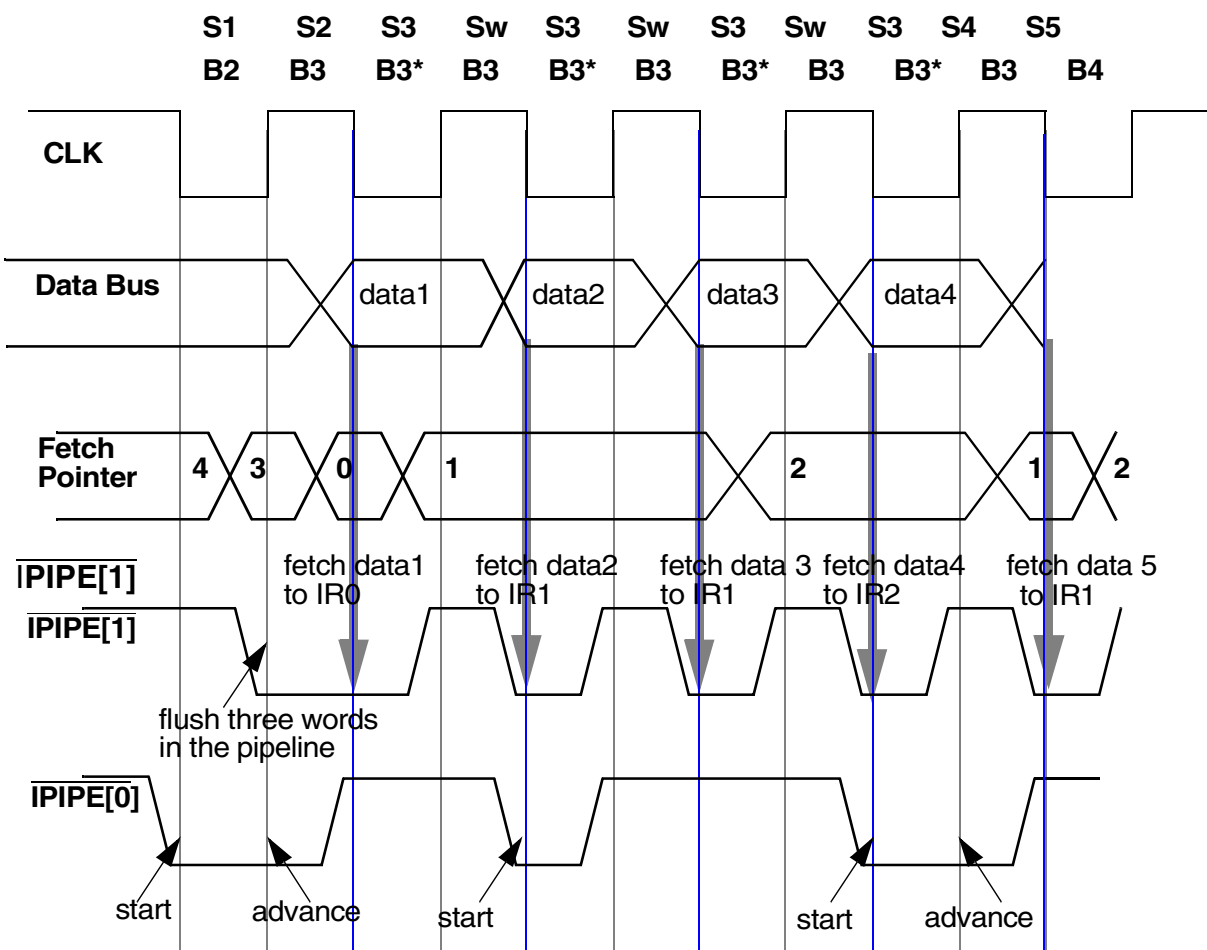 S1 S2 S3 Sw S3 Sw S3 Sw S3 S4 S5
B2 B3 B3* B3 B3* B3 B3* B3 B3* B3 B4
CLK
Data Bus
data1 data2 data3 data4
Fetch
Pointer
4 3 0 1 2 1 2
IPIPE[1]
fetch data1
to IR0
fetch data2
to IR1
fetch data 3
to IR1
fetch data4
to IR2
fetch data 5
to IR1
IPIPE[1]
flush three words
in the pipeline
IPIPE[0]
start advance start start advance